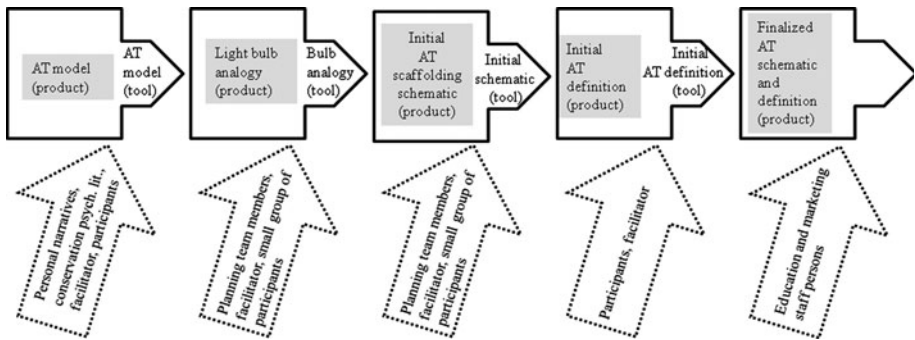 AT model
(product)
AT
model
(tool)
Light bulb
analogy
(product)
Bulb
analogy
(tool)
Initial
AT
scaffolding
schematic
(product)
Initial
schematic
(tool)
Initial
AT
definition
(product)
Initial
AT definition
(tool)
Finalized
AT
schematic
and
definition
(product)
Personal narratives,
conservation psych. lit.,
facilitator, participants
Planning team members,
facilitator, small group of
participants
Planning team members,
facilitator, small group of
participants
Participants, facilitator
Education and marketing
staff persons